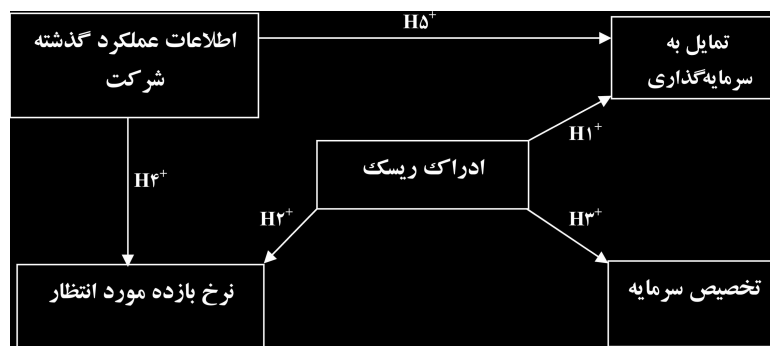 اطلاعات عملکرد گذشته
شرکت
H۵+
تمایل به
سرمایه‌گذاری
H۱+
ادراک ریسک
H۴+
H۲+
H۳+
نرخ بازده مورد انتظار
تخصیص سرمایه